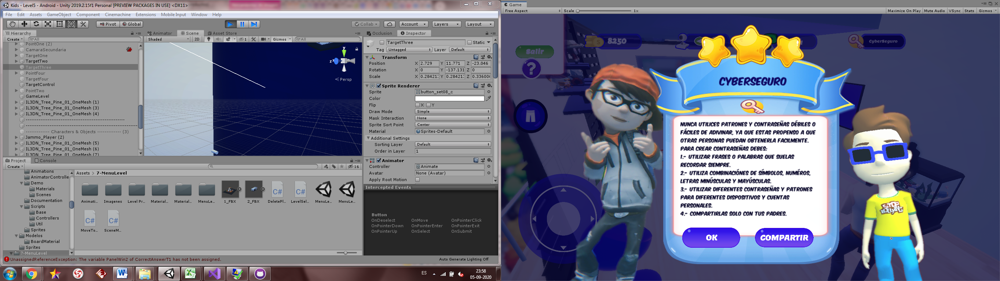 Kids - Level5 - Android - Unity 2019.2.15f1 Personal [PREVIEW PACKAGES IN USE] <DX11>
File Edit Assets GameObject Component Cinemachine Extensions Mobile Input Window Help
Pivot Global
Collab Account Layers Layout
Hierarchy
Create All
PointOne (2)
CamaraSecundaria
TargetOne
TargetTwo
TargetThree
PointFour
TargetFour
TargetControl
PointTwo
GameLevel
IL3DN_Tree_Pine_01_OneMesh (1)
IL3DN_Tree_Pine_01_OneMesh (3)
IL3DN_Tree_Pine_01_OneMesh (4)
Characters & Objects (3)
Jammo_Player (2)
IL3DN_Tree_Pine_01_OneMesh (5)
IL3DN_Tree_Pine_01_OneMesh (6)
IL3DN_Tree_Pine_01_OneMesh (7)
Animator Scene Asset Store
Shaded 2D 1 Gizmos All
y
z
Persp
Occlusion Inspector
TargetThree Static
Tag Untagged Layer Default
Transform
Position X 2.729 Y 11.771 Z -23.046
Rotation X 0 Y -137.131 Z 0
Scale X 0.28421 Y 0.28421 Z 0.33600
Sprite Renderer
Sprite button_set08_c
Color
Flip X Y
Draw Mode Simple
Mask Interaction None
Sprite Sort Point Center
Material Sprites-Default
Additional Settings
Sorting Layer Default
Order in Layer 1
Animator
Controller Animate
Avatar None (Avatar)
Apply Root Motion
Intercepted Events
Button
OnDeselect OnMove OnPointerClick
OnPointerDown OnPointerEnter OnPointerExit
OnPointerUp OnSelect OnSubmit
Project Console
Create 16
Animations
AnimatorControlle
Demo
Materials
Scenes
Documentation
Scripts
Base
Controllers
Util
Sprites
Modelos
BoardMaterial
Sprites
7-MenuLevel
Assets > 7-MenuLevel
Animati... Imagenes Level Pr... Material... Material... MenuLe... 1_FBX 2_FBX DeletePl... LevelSel... MenuLe... MenuLe...
C# C#
C# C#
MoveTo... SceneM...
UnassignedReferenceException: The variable PanelWin2 of CorrectAnswerT1 has not been assigned.
Auto Generate Lighting Off
ES
23:58
05-09-2020
Game
Free Aspect Scale 1x Maximize On Play Mute Audio VSync Stats Gizmos
8250
CyberSeguro
Salir
?
CYBERSEGURO
NUNCA UTILICES PATRONES Y CONTRASEÑAS DÉBILES O
FÁCILES DE ADIVINAR, YA QUE ESTAS PROPENSO A QUE
OTRAS PERSONAS PUEDAN OBTENERLA FACILMENTE.
PARA CREAR CONTRASEÑAS DEBES:
1.- UTILIZAR FRASES O PALABRAS QUE SUELAS
RECORDAR SIEMPRE.
2.- UTILIZA COMBINACIÓNES DE SÍMBOLOS, NUMÉROS,
LETRAS MINÚSCULAS Y MAYÚSCULAS.
3.- UTILIZAR DIFERENTES CONTRASEÑAS Y PATRONES
PARA DIFERENTES DISPOSITIVOS Y CUENTAS
PERSONALES.
4.- COMPARTIRLAS SOLO CON TUS PADRES.
OK COMPARTIR
STOP
BULLYING